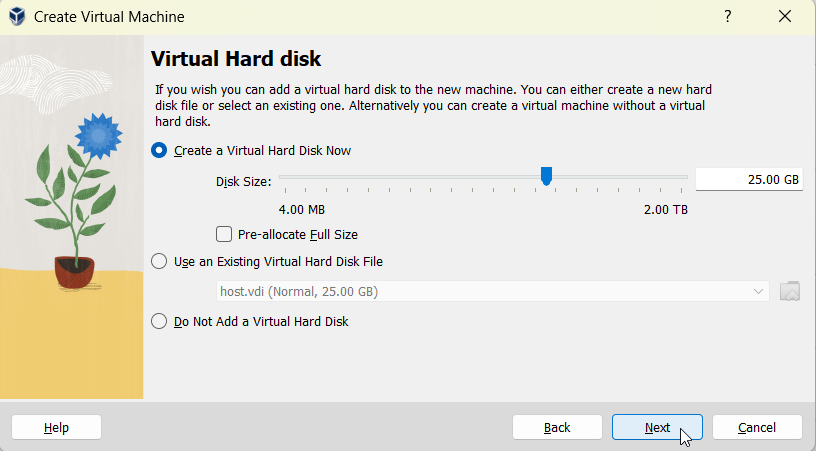 Create Virtual Machine
?
Virtual Hard disk
If you wish you can add a virtual hard disk to the new machine. You can either create a new hard
disk file or select an existing one. Alternatively you can create a virtual machine without a virtual
hard disk.
Create a Virtual Hard Disk Now
Disk Size:
25.00 GB
4.00 MB
2.00 TB
Pre-allocate Full Size
Use an Existing Virtual Hard Disk File
host.vdi (Normal, 25.00 GB)
Do Not Add a Virtual Hard Disk
Help
Back
Next
Cancel